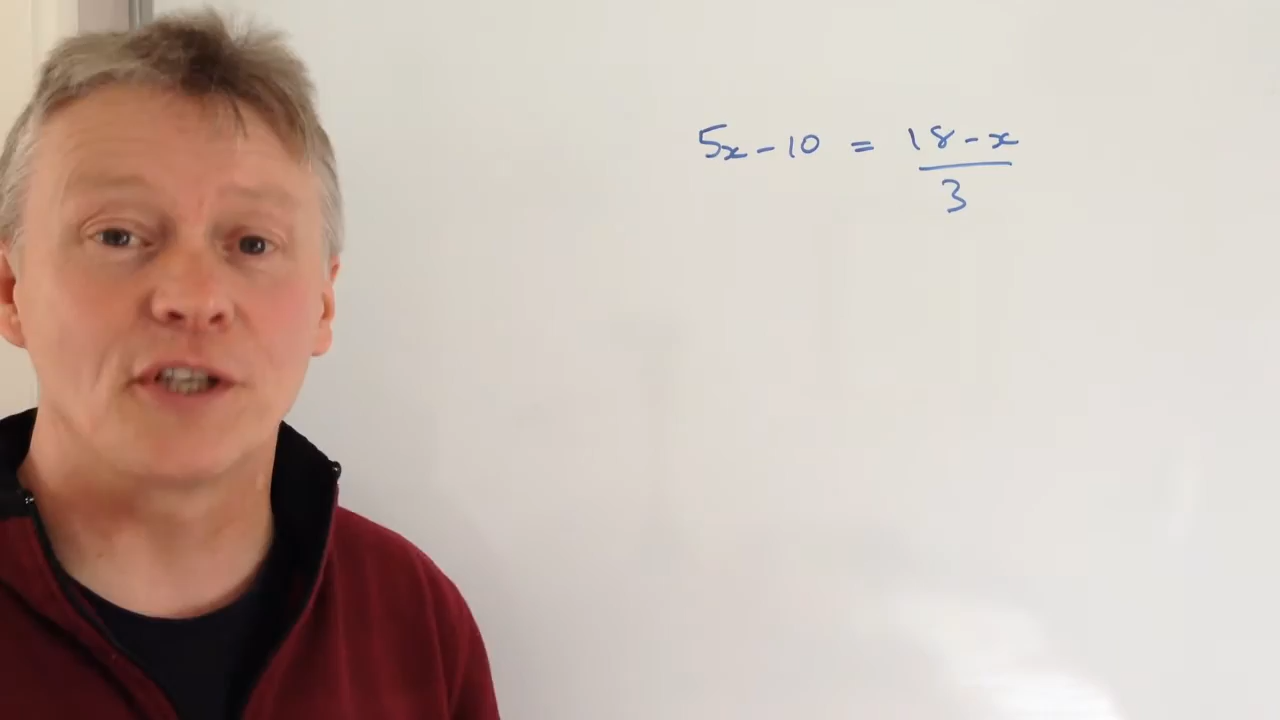 5x - 10 = 18 - x
3